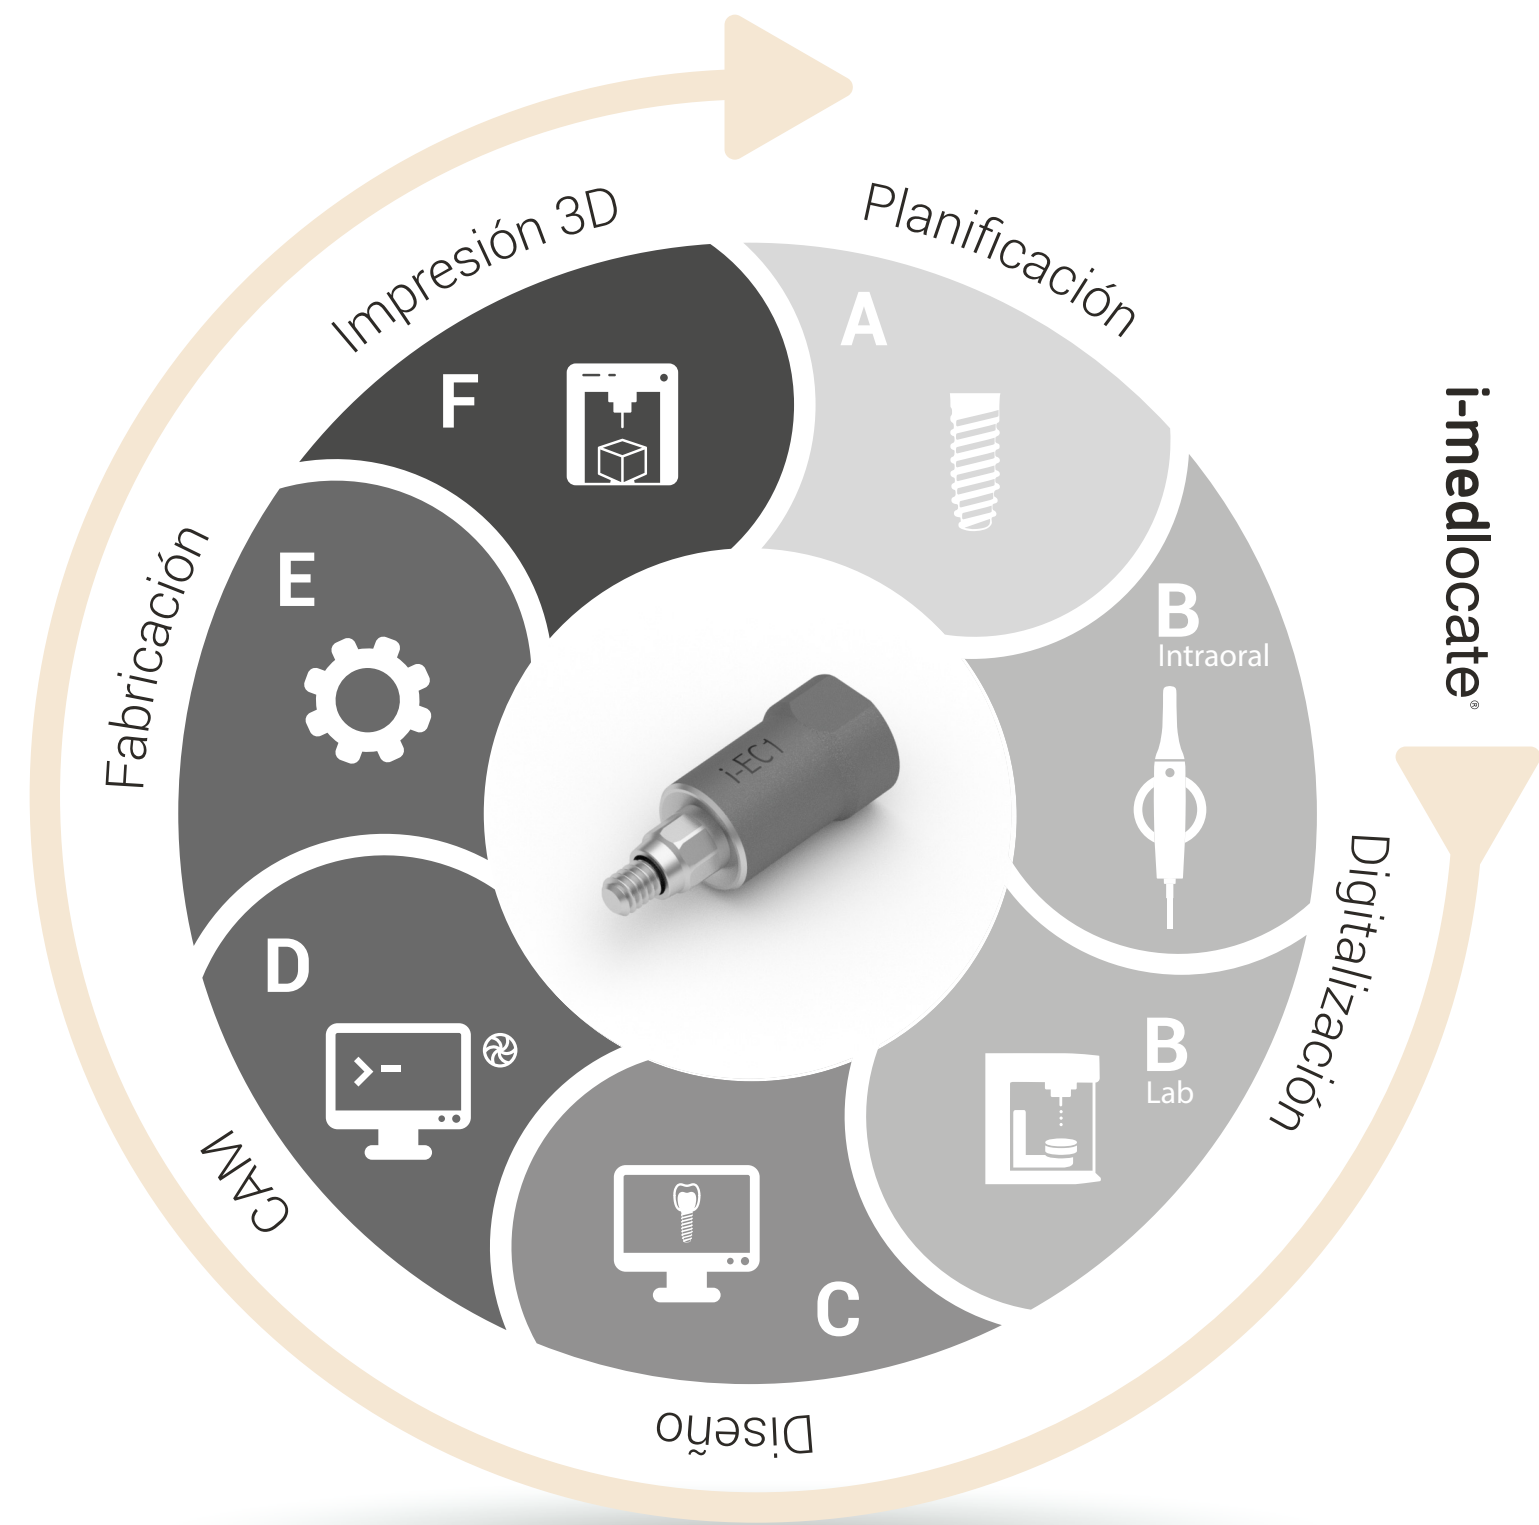 Planificación
A
i-medlocate®
B
Intraoral
Digitalización
B
Lab
C
Diseño
D
>-
CAM
E
Fabricación
F
Impresión 3D
i-EC1